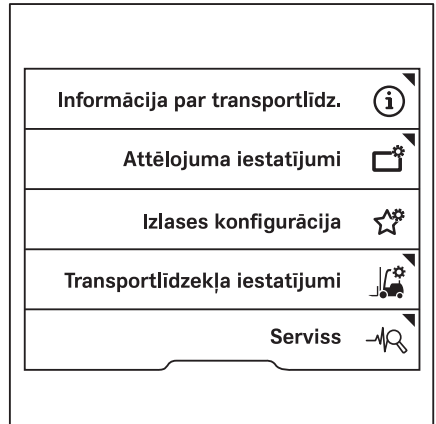 Informācija par transportlīdz.
Attēlojuma iestatījumi
Izlases konfigurācija
Transportlīdzekļa iestatījumi
Serviss